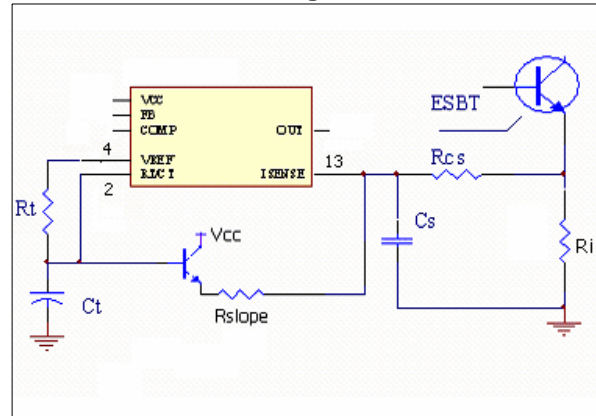 VCC
FB
COMP
OUT
4
VREF
13
Rt/CT
ISENSE
2
ESBT
Rcs
Rt
Vcc
Cs
Ri
Ct
Rslope